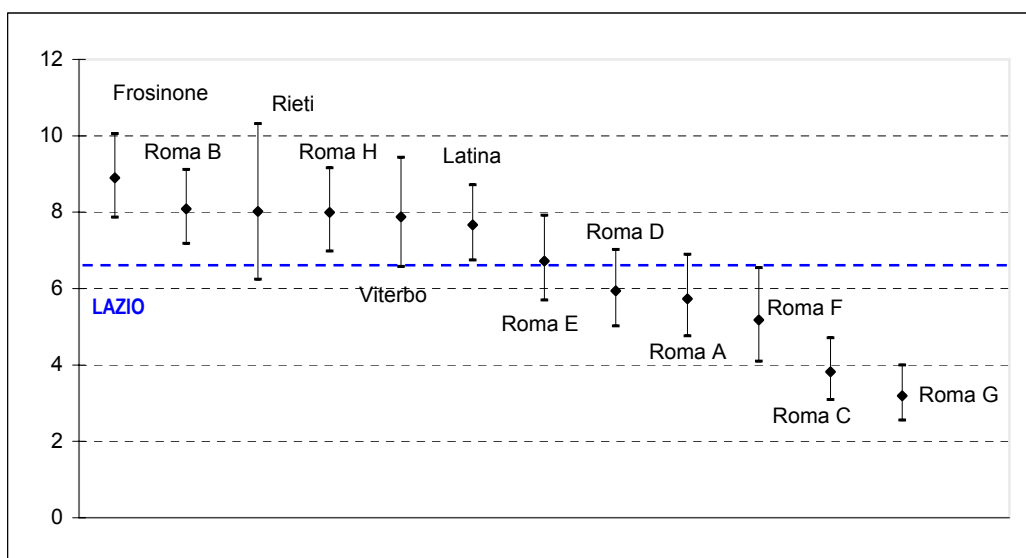 12
10
8
6
4
2
0
Frosinone
Rieti
Roma B
Roma H
Latina
Roma D
LAZIO
Viterbo
Roma E
Roma F
Roma A
Roma C
Roma G